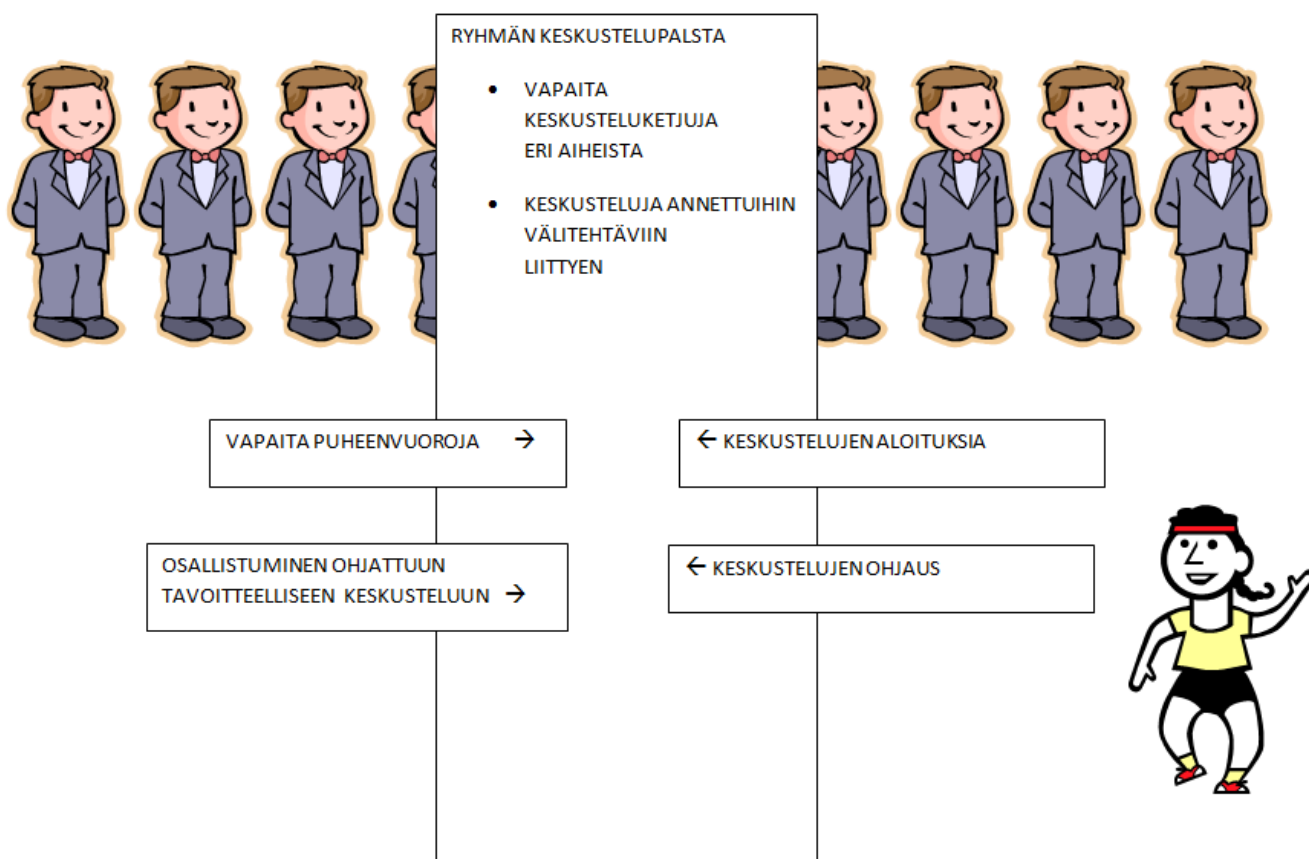 RYHMÄN KESKUSTELUPALSTA
• VAPAITA
KESKUSTELUKETJUJA
ERI AIHEISTA
• KESKUSTELUJA ANNETTUIHIN
VÄLITEHTÄVIIN
LIITTYEN
VAPAITA PUHEENVUOROJA →
← KESKUSTELUJEN ALOITUKSIA
OSALLISTUMINEN OHJATTUUN
TAVOITTEELLISEEN KESKUSTELUUN →
← KESKUSTELUJEN OHJAUS